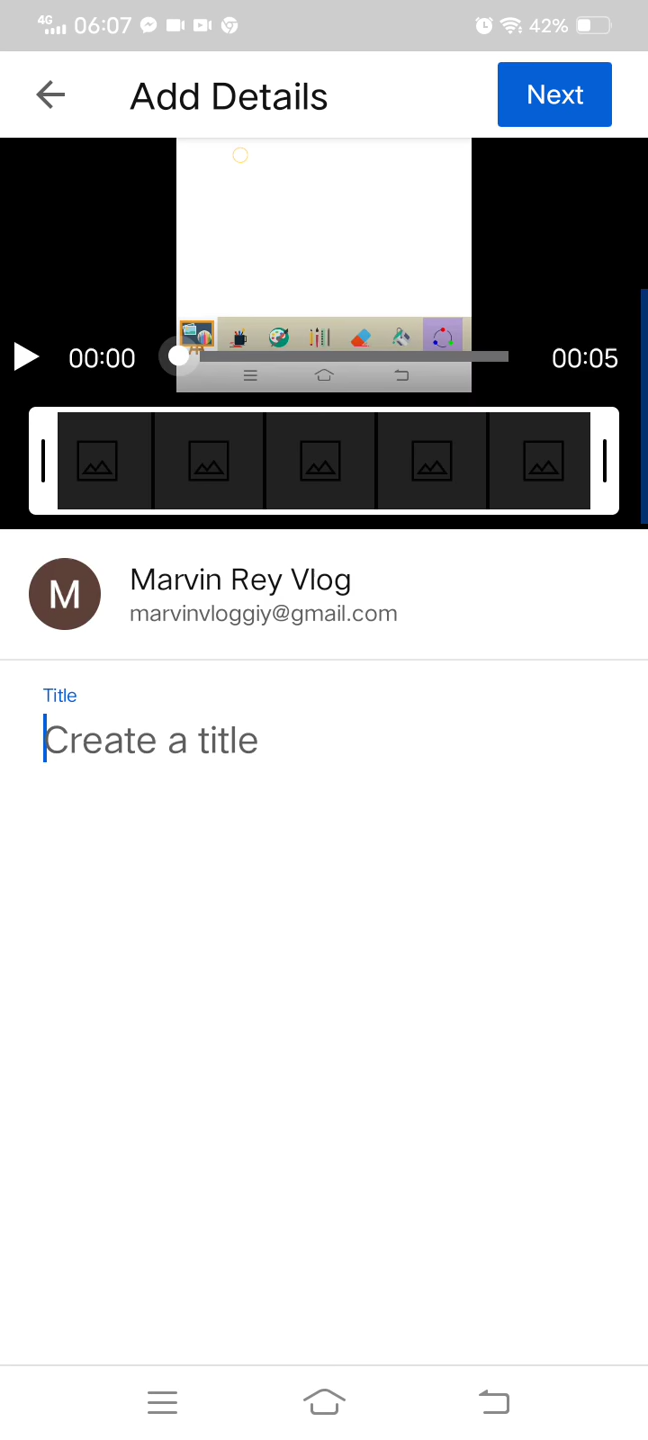 4G 06:07 42%
Add Details Next
00:00 00:05
M
Marvin Rey Vlog
marvinvloggiy@gmail.com
Title
Create a title